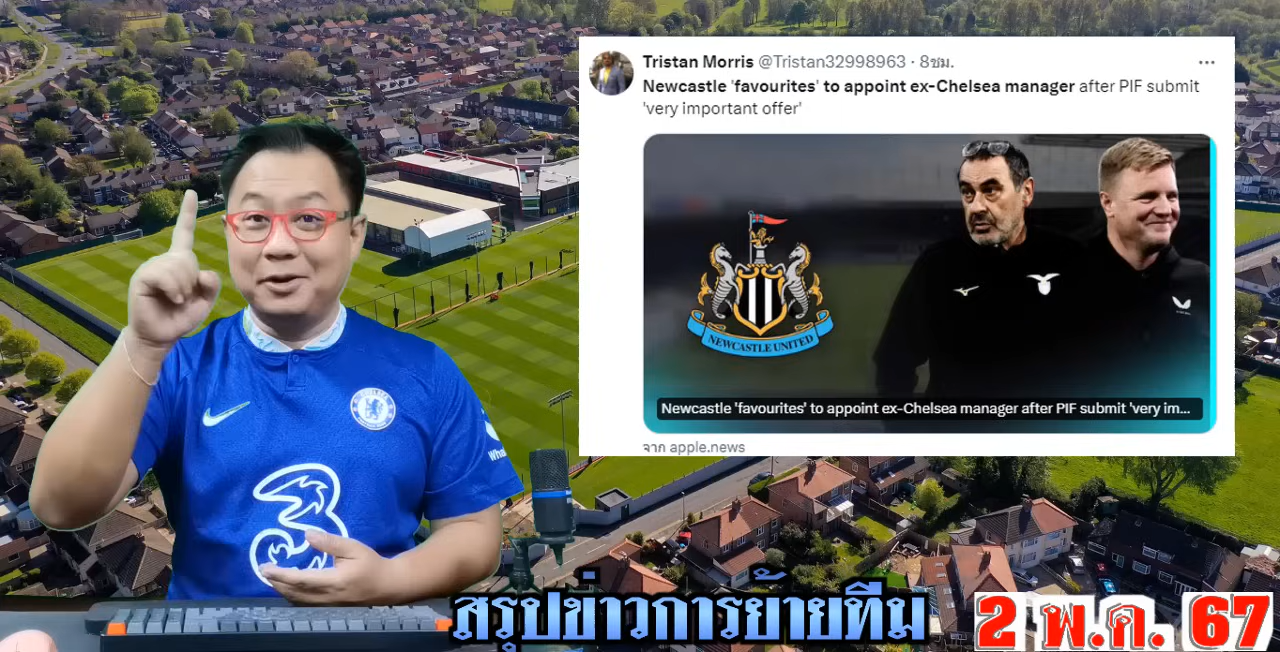 Tristan Morris @Tristan32998963 · 8ชม.
Newcastle 'favourites' to appoint ex-Chelsea manager after PIF submit
'very important offer'
NEWCASTLE UNITED
Newcastle 'favourites' to appoint ex-Chelsea manager after PIF submit 'very im...
จาก apple.news
3
สรุปข่าวการย้ายทีม
2 พ.ค. 67